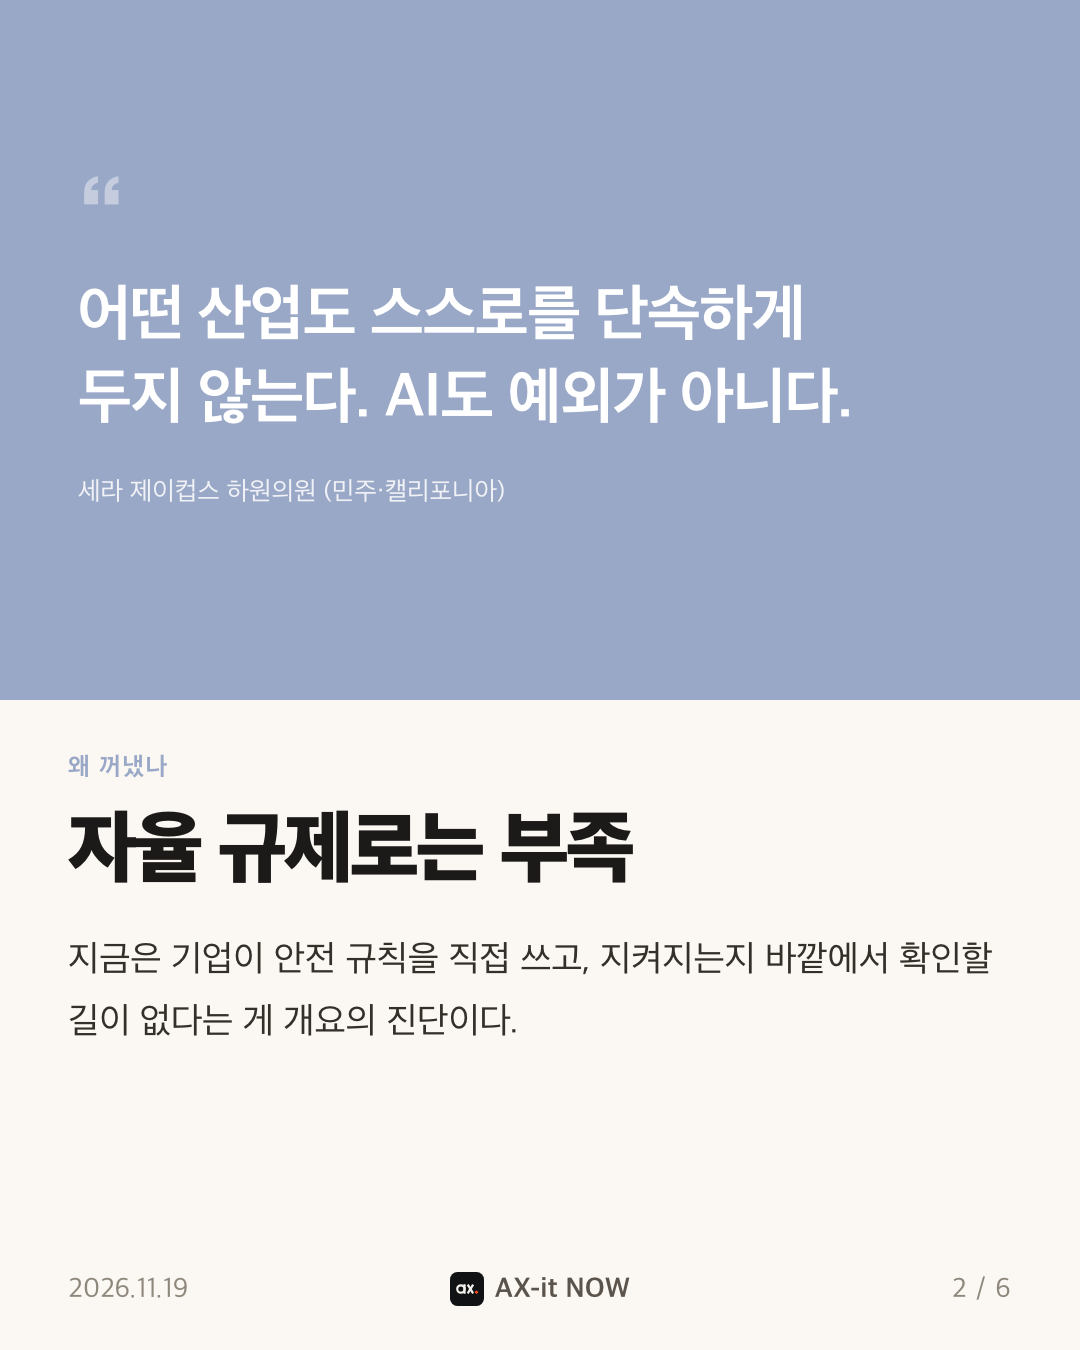 “
어떤 산업도 스스로를 단속하게
두지 않는다. AI도 예외가 아니다.
세라 제이컵스 하원의원 (민주·캘리포니아)
왜 꺼냈나
자율 규제로는 부족
지금은 기업이 안전 규칙을 직접 쓰고, 지켜지는지 바깥에서 확인할
길이 없다는 게 개요의 진단이다.
2026.11.19
ax. AX-it NOW
2 / 6